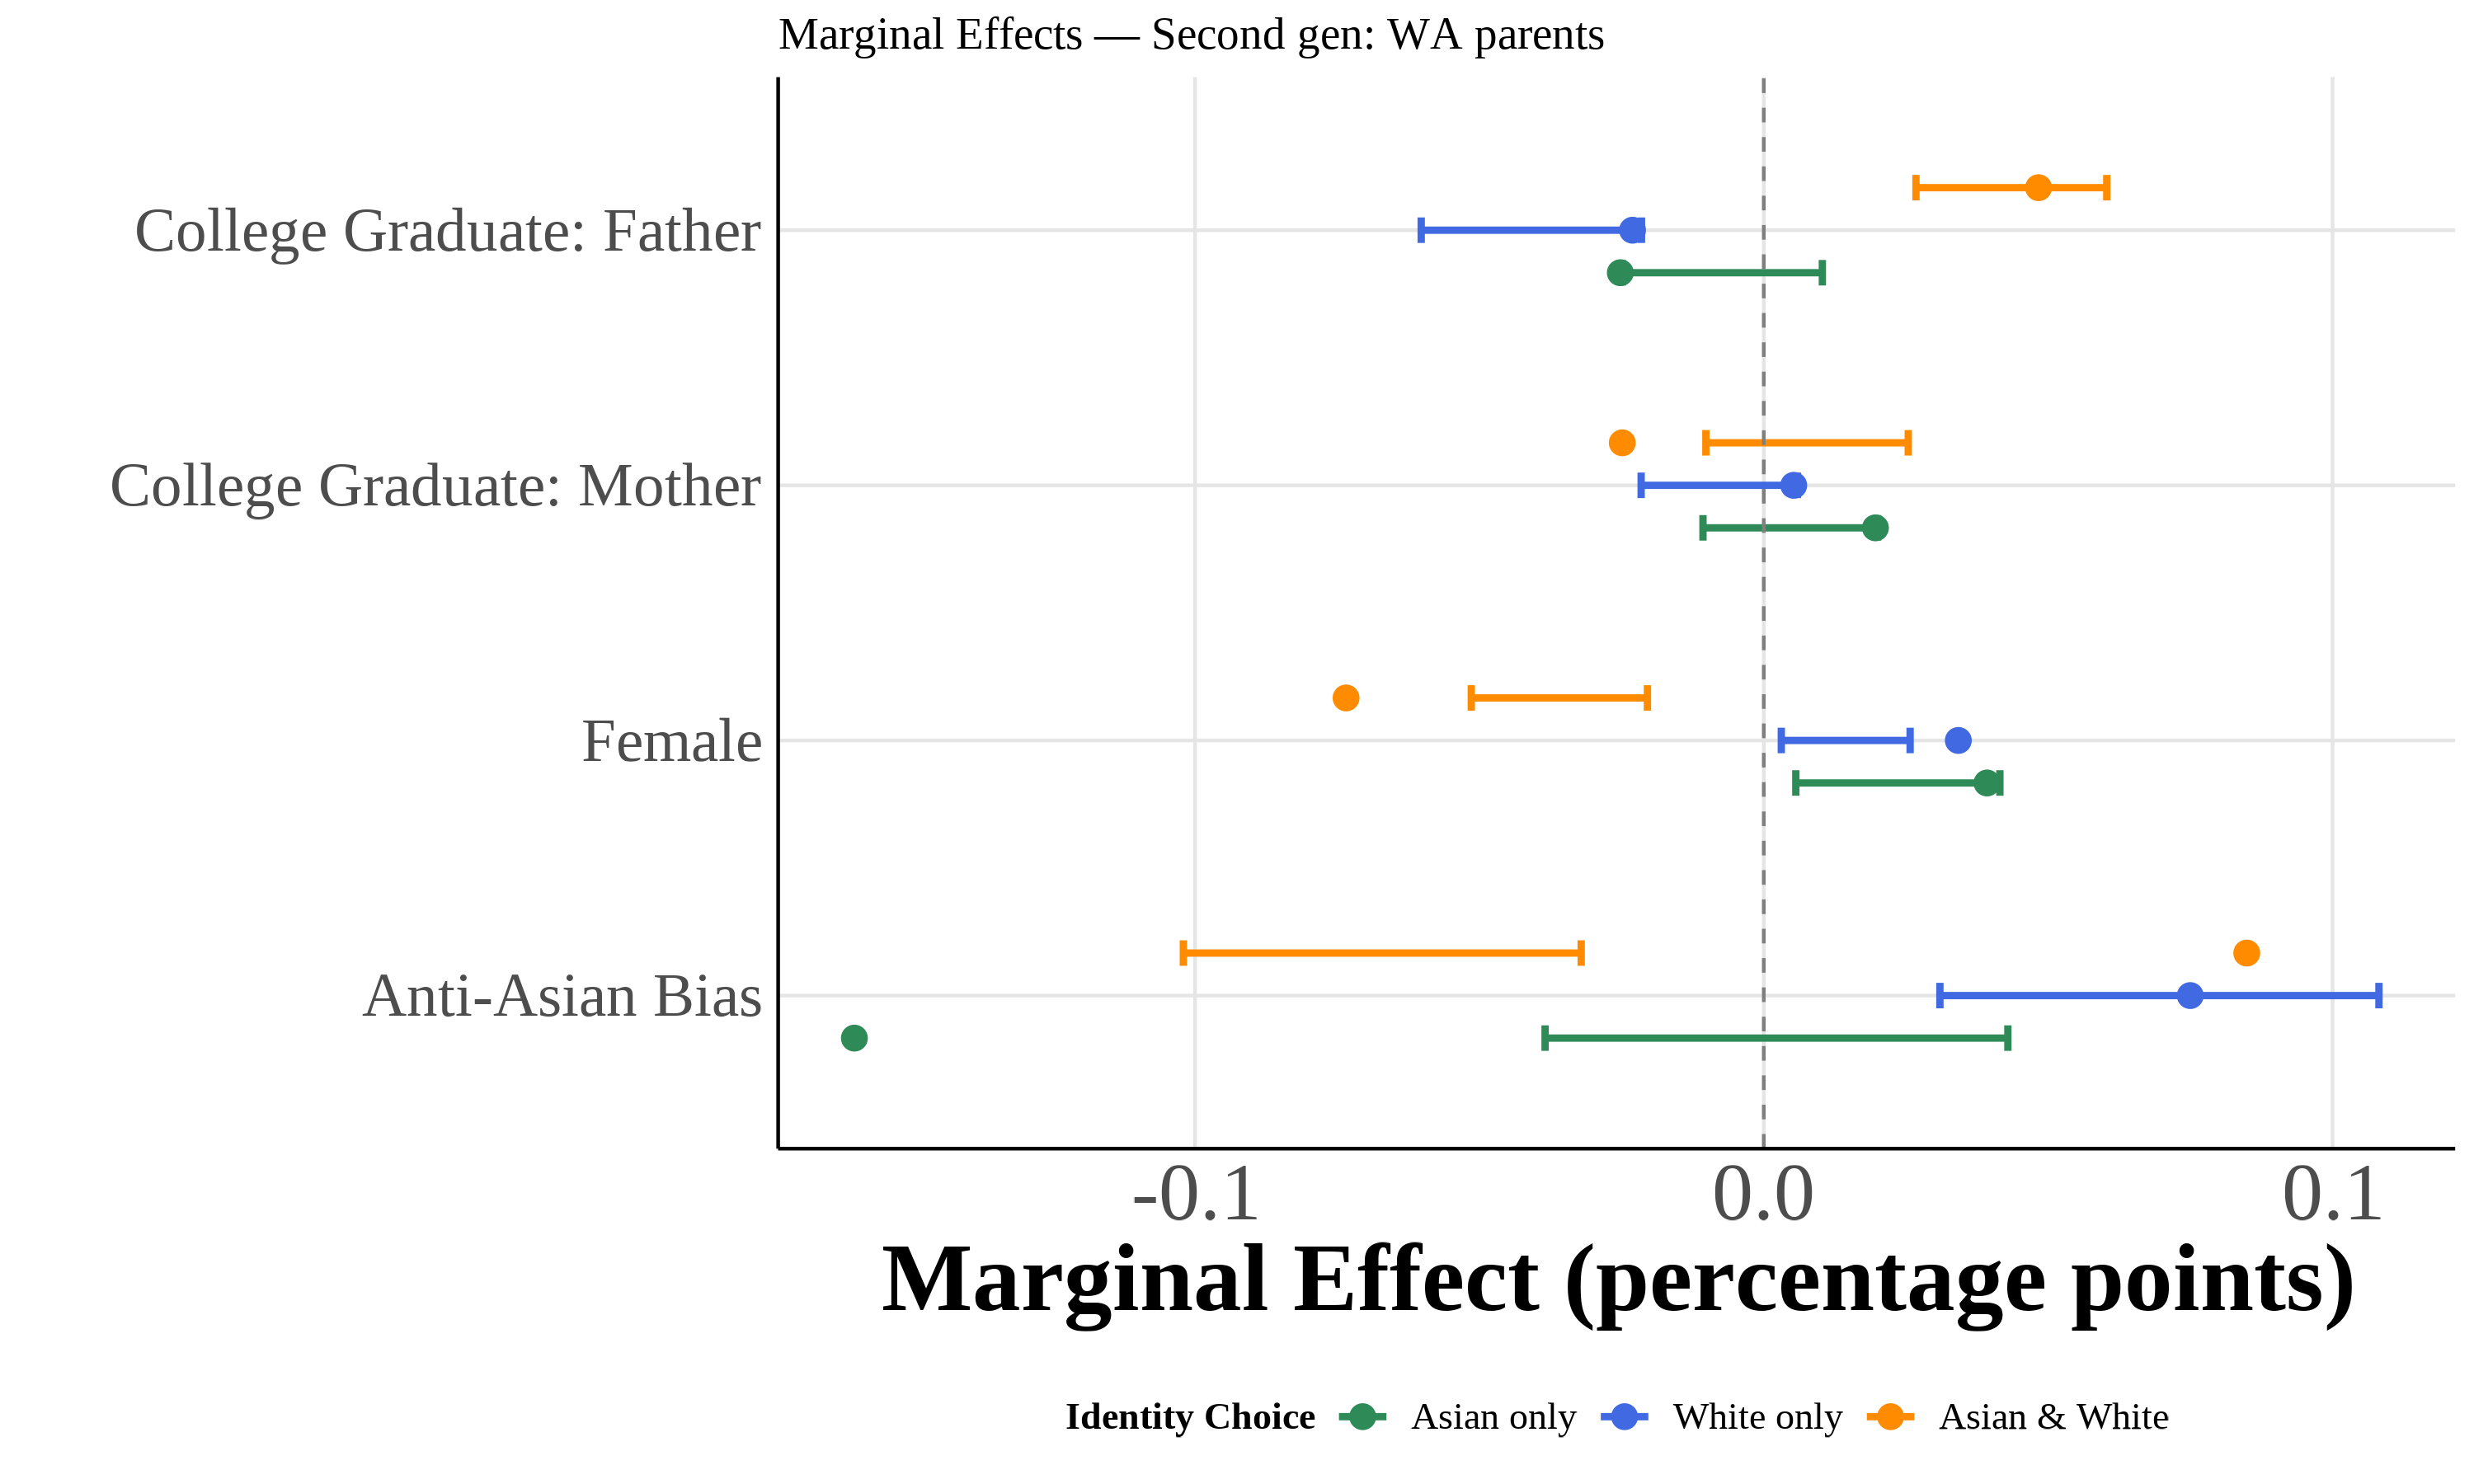 Marginal Effects — Second gen: WA parents
College Graduate: Father
College Graduate: Mother
Female
Anti-Asian Bias
-0.1 0.0 0.1
Marginal Effect (percentage points)
Identity Choice Asian only White only Asian & White